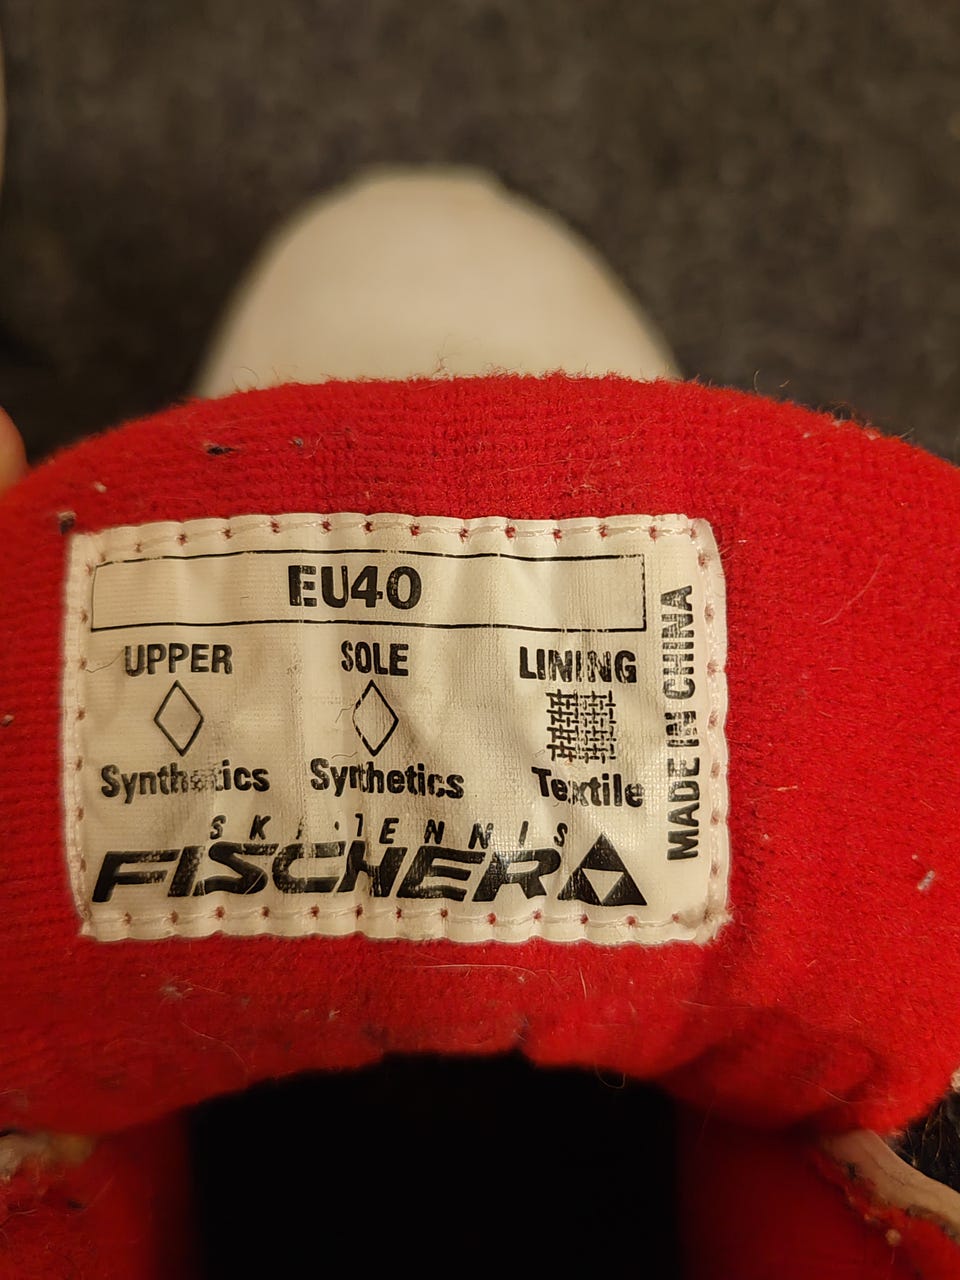 EU40
UPPER SOLE LINING
Synthetics Synthetics Textile
SKI·TENNIS
FISCHER
MADE IN CHINA